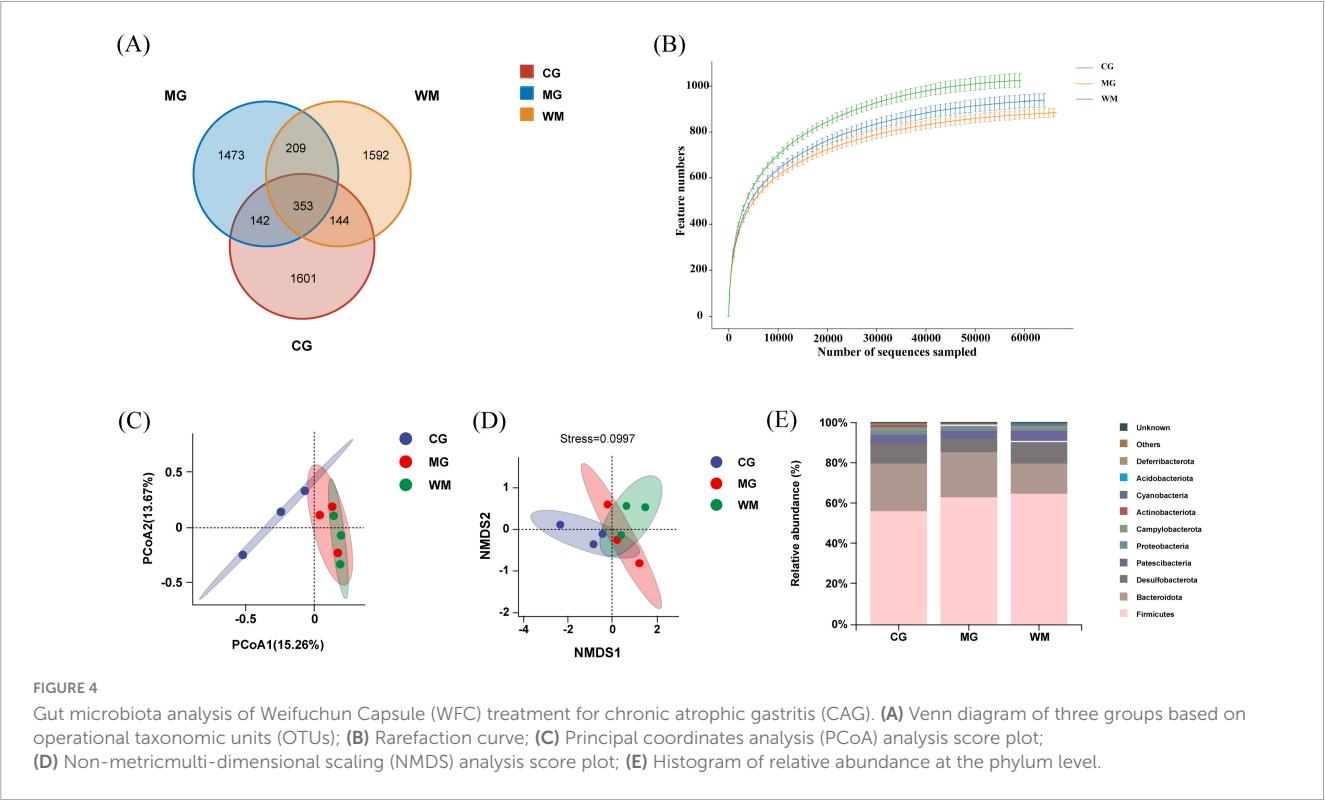 (A)
MG
WM
CG
MG
WM
1473
209
1592
353
142
144
1601
CG
(B)
Feature numbers
1000
800
600
400
200
0
0 10000 20000 30000 40000 50000 60000
Number of sequences sampled
CG
MG
WM
(C)
PCoA2(13.67%)
0.5
0
-0.5
-0.5 0
PCoA1(15.26%)
CG
MG
WM
(D)
Stress=0.0997
NMDS2
1
0
-1
-2
-4 -2 0 2
NMDS1
CG
MG
WM
(E)
Relative abundance (%)
100%
80%
60%
40%
20%
0%
CG MG WM
Unknown
Others
Deferribacterota
Acidobacteriota
Cyanobacteria
Actinobacteriota
Campylobacterota
Proteobacteria
Patescibacteria
Desulfobacterota
Bacteroidota
Firmicutes
FIGURE 4
Gut microbiota analysis of Weifuchun Capsule (WFC) treatment for chronic atrophic gastritis (CAG). (A) Venn diagram of three groups based on
operational taxonomic units (OTUs); (B) Rarefaction curve; (C) Principal coordinates analysis (PCoA) analysis score plot;
(D) Non-metricmulti-dimensional scaling (NMDS) analysis score plot; (E) Histogram of relative abundance at the phylum level.